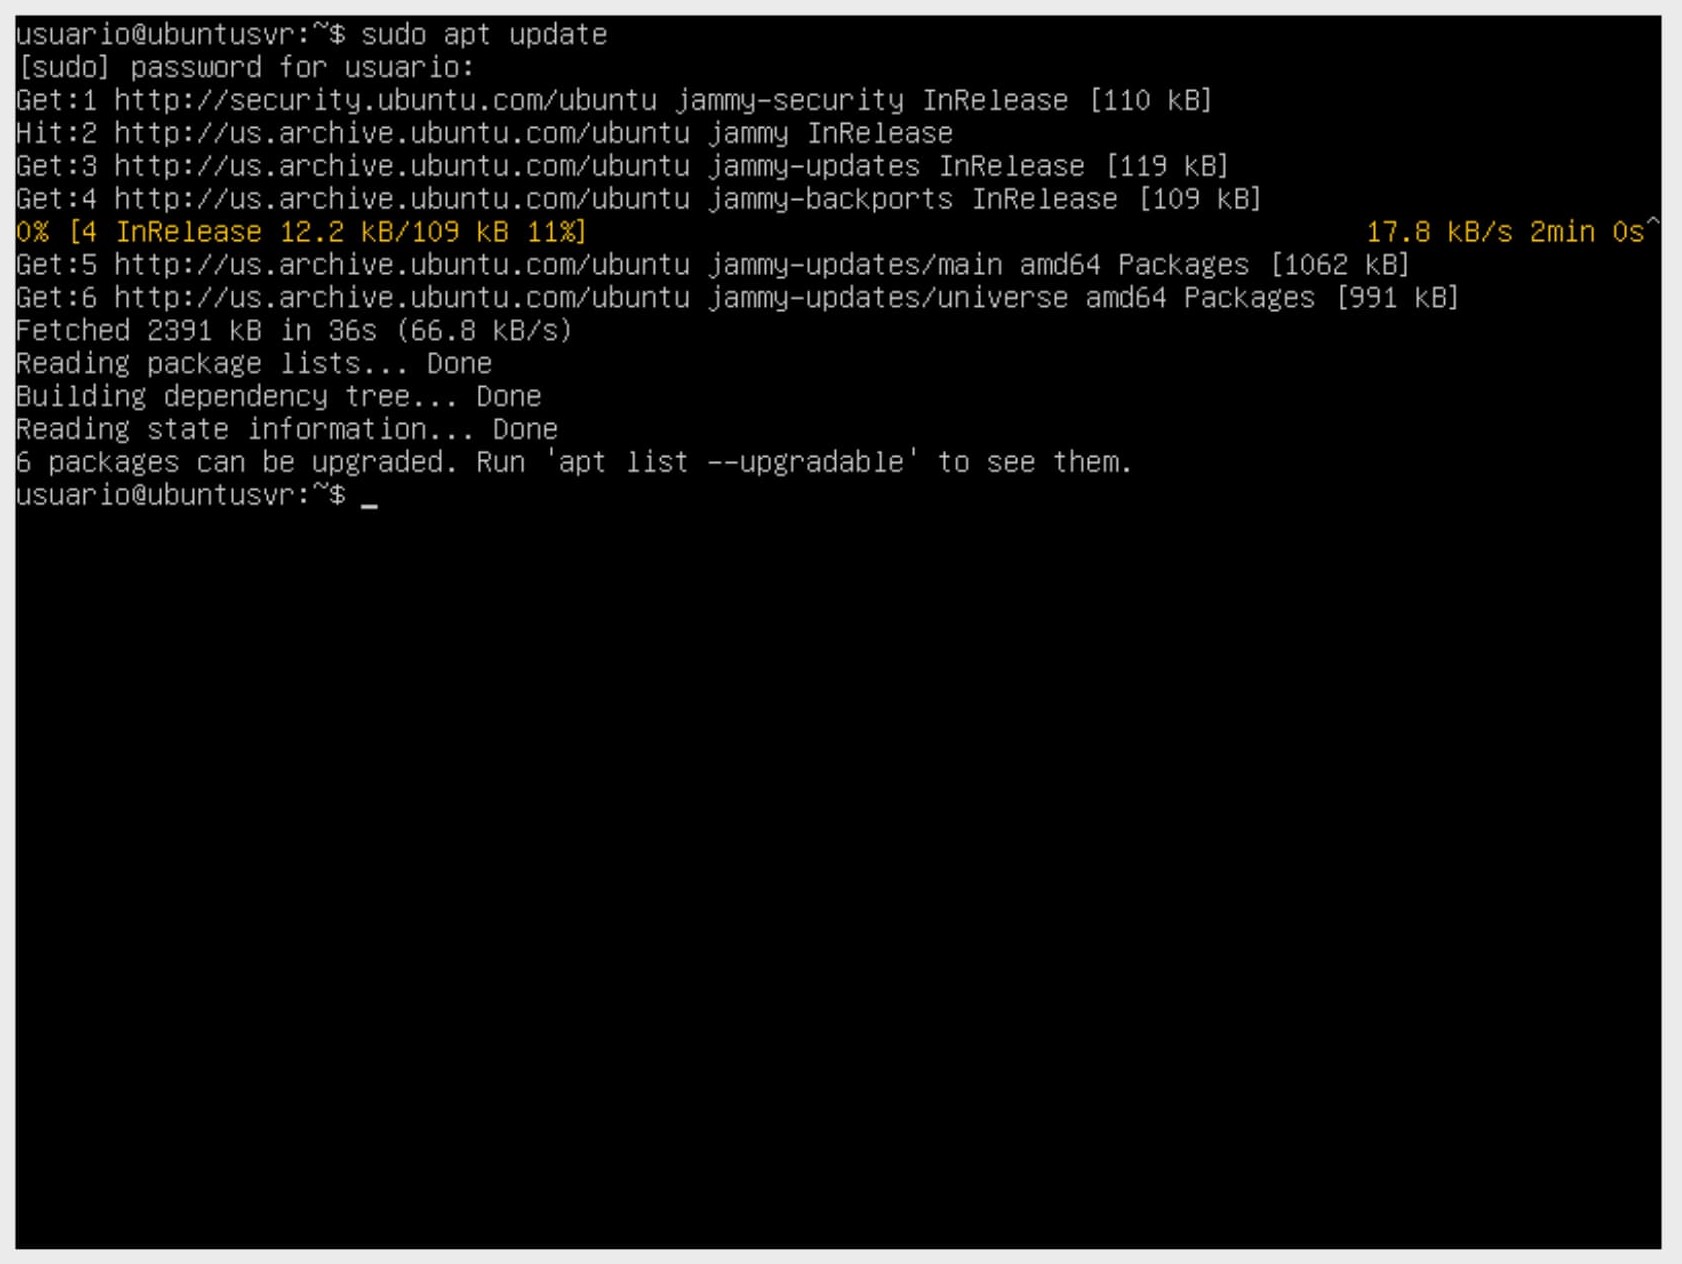 usuario@ubuntusvr:~$ sudo apt update
[sudo] password for usuario:
Get:1 http://security.ubuntu.com/ubuntu jammy-security InRelease [110 kB]
Hit:2 http://us.archive.ubuntu.com/ubuntu jammy InRelease
Get:3 http://us.archive.ubuntu.com/ubuntu jammy-updates InRelease [119 kB]
Get:4 http://us.archive.ubuntu.com/ubuntu jammy-backports InRelease [109 kB]
0% [4 InRelease 12.2 kB/109 kB 11%] 17.8 kB/s 2min 0s^
Get:5 http://us.archive.ubuntu.com/ubuntu jammy-updates/main amd64 Packages [1062 kB]
Get:6 http://us.archive.ubuntu.com/ubuntu jammy-updates/universe amd64 Packages [991 kB]
Fetched 2391 kB in 36s (66.8 kB/s)
Reading package lists... Done
Building dependency tree... Done
Reading state information... Done
6 packages can be upgraded. Run 'apt list --upgradable' to see them.
usuario@ubuntusvr:~$ _